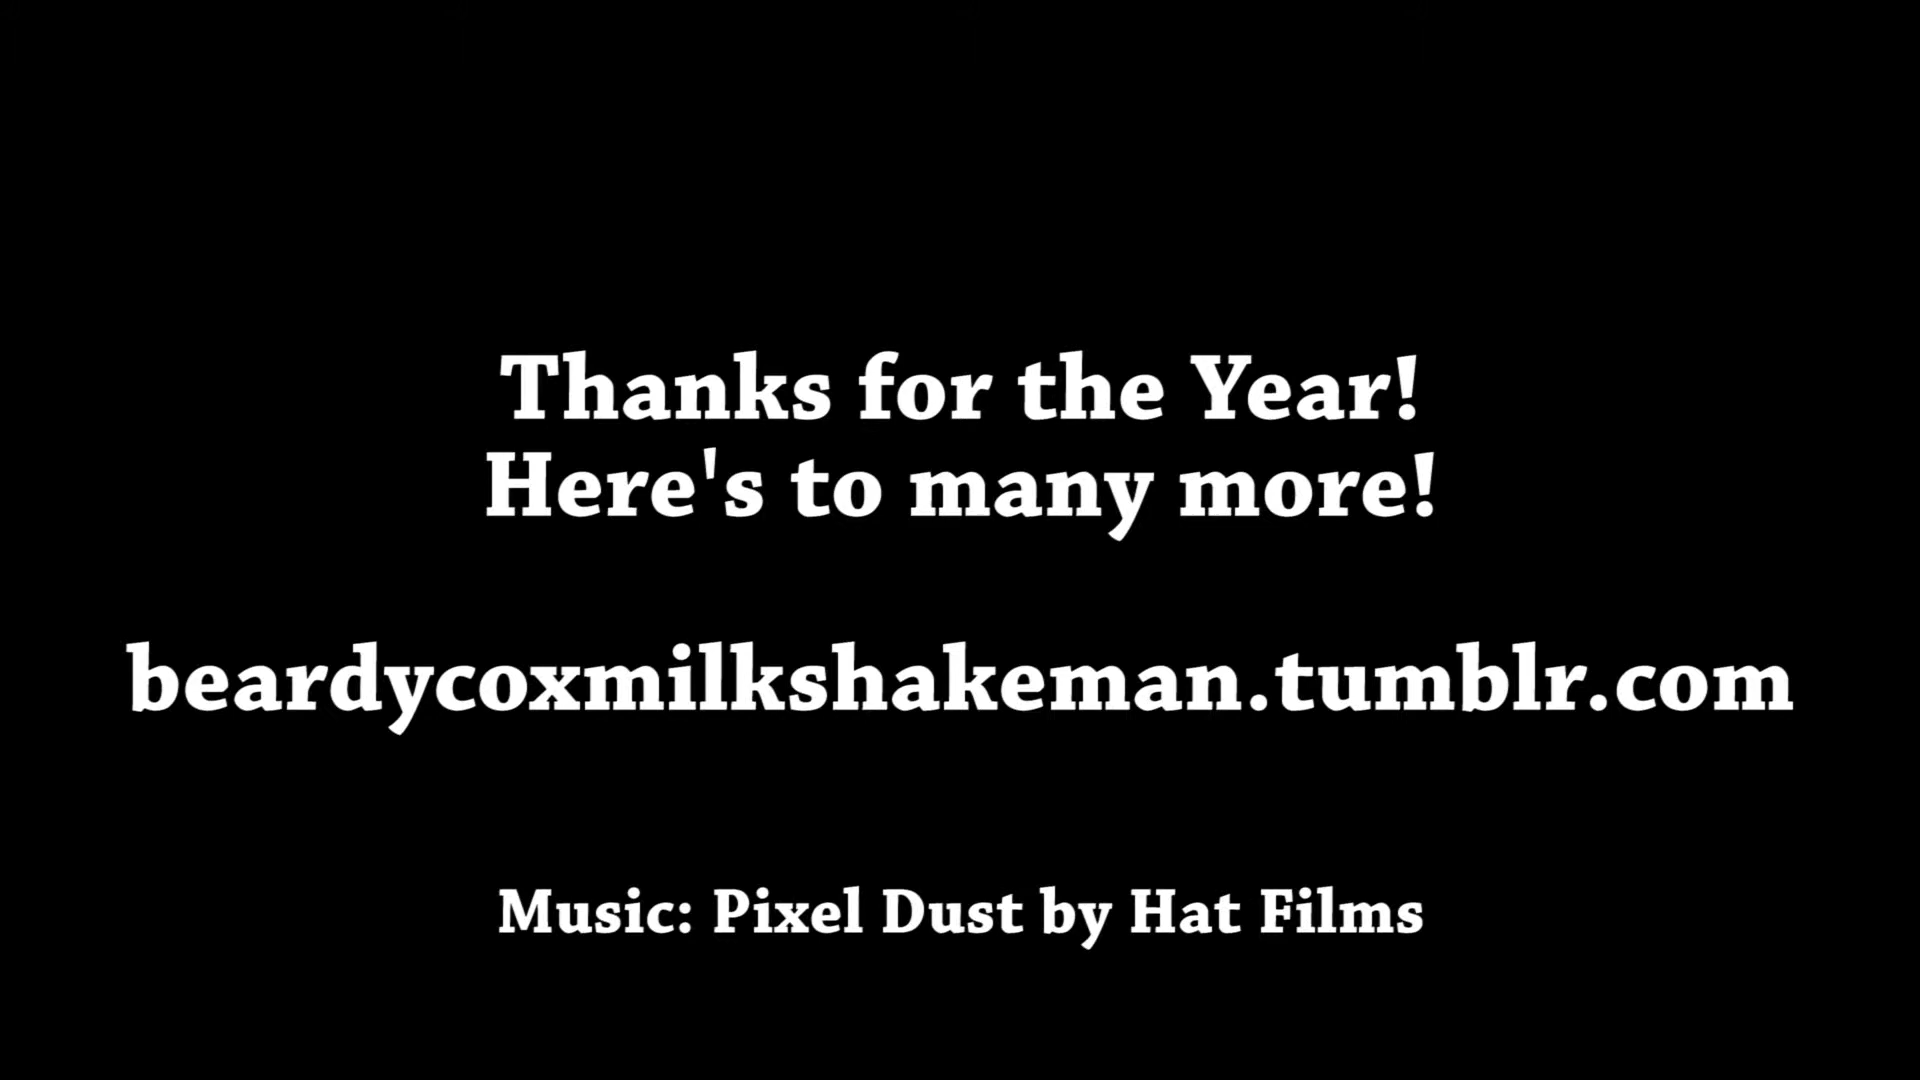 Thanks for the Year!
Here's to many more!
beardycoxmilkshakeman.tumblr.com
Music: Pixel Dust by Hat Films